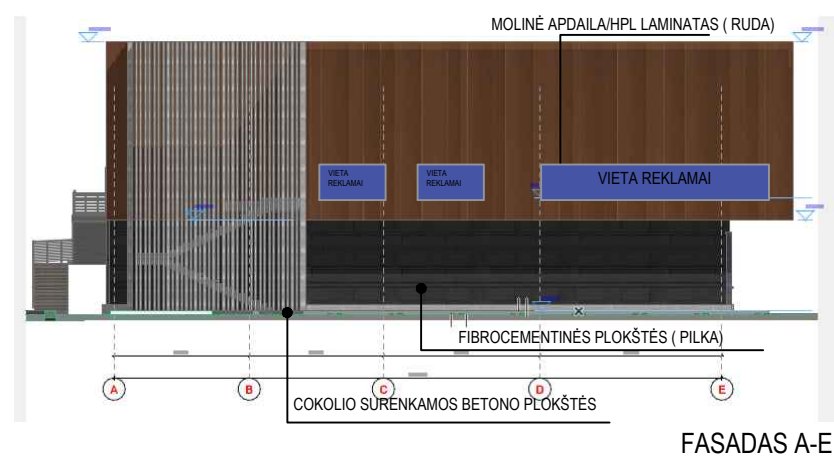 MOLINĖ APDAILA/HPL LAMINATAS ( RUDA)
VIETA
REKLAMAI
VIETA
REKLAMAI
VIETA REKLAMAI
FIBROCEMENTINĖS PLOKŠTĖS ( PILKA)
A
B
C
D
E
COKOLIO SURENKAMOS BETONO PLOKŠTĖS
FASADAS A-E